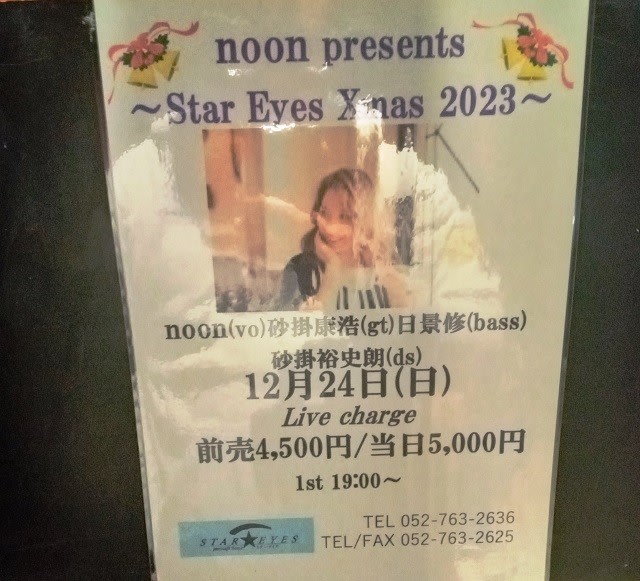 noon presents
～Star Eyes Xmas 2023～
noon(vo)砂掛康浩(gt)日景修(bass)
砂掛裕史朗(ds)
12月24日(日)
Live charge
前売4,500円/当日5,000円
1st 19:00～
STAR★EYES
TEL 052-763-2636
TEL/FAX 052-763-2625